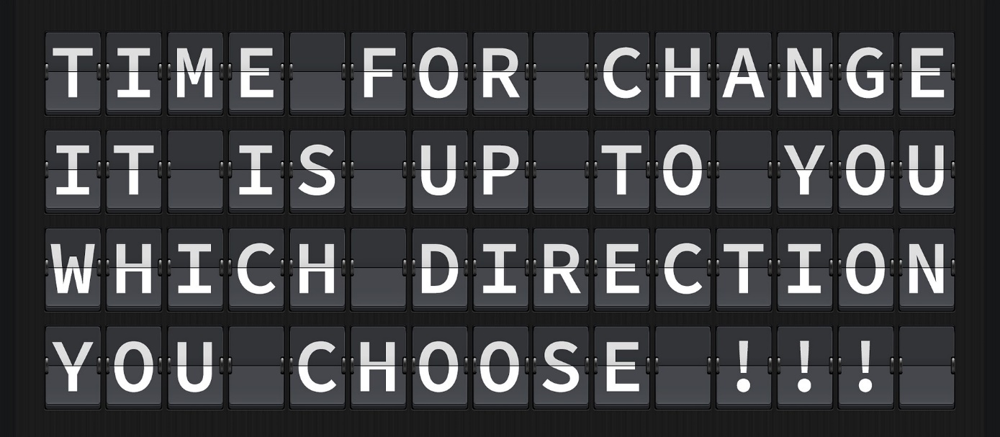 TIME FOR CHANGE
IT IS UP TO YOU
WHICH DIRECTION
YOU CHOOSE !!!